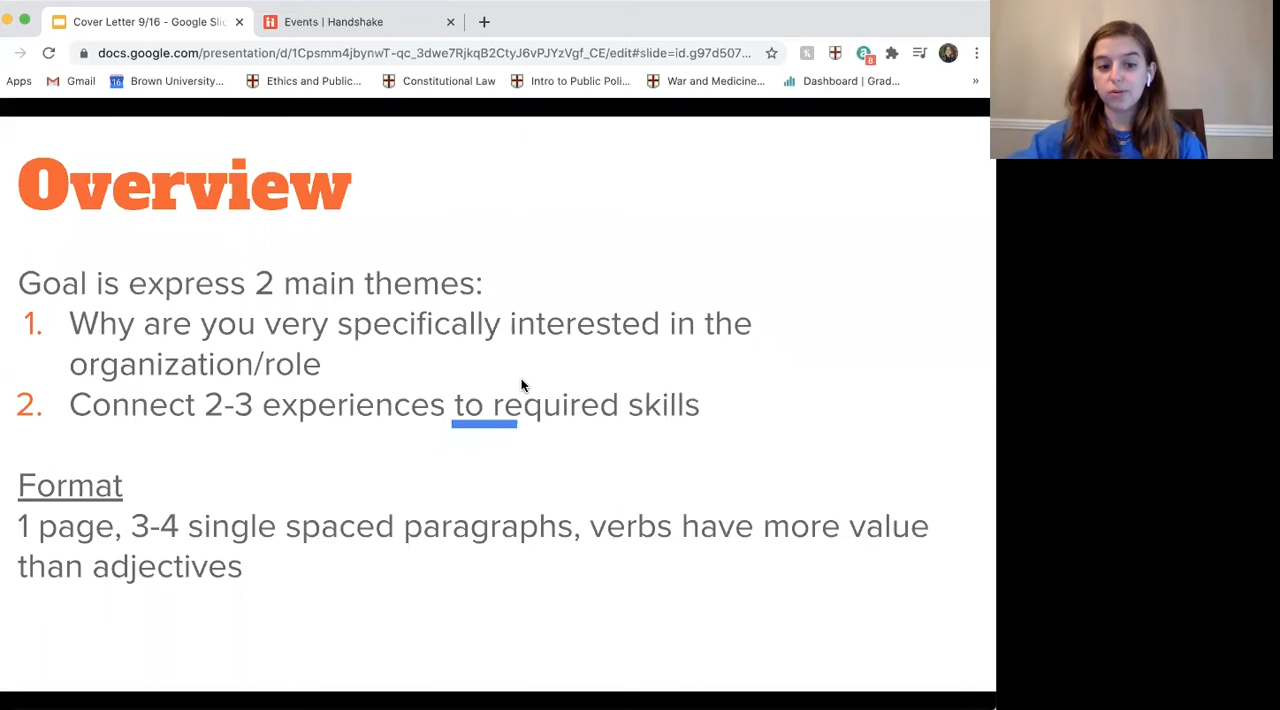 Cover Letter 9/16 - Google Slic
Events | Handshake
docs.google.com/presentation/d/1Cpsmm4jbynwT-qc_3dwe7RjkqB2CtyJ6vPJYzVgf_CE/edit#slide=id.g97d507...
8
Apps
Gmail
16
Brown University...
Ethics and Public...
Constitutional Law
Intro to Public Poli...
War and Medicine...
Dashboard | Grad...
»
Overview
Goal is express 2 main themes:
1. Why are you very specifically interested in the
organization/role
2. Connect 2-3 experiences to required skills
Format
1 page, 3-4 single spaced paragraphs, verbs have more value
than adjectives